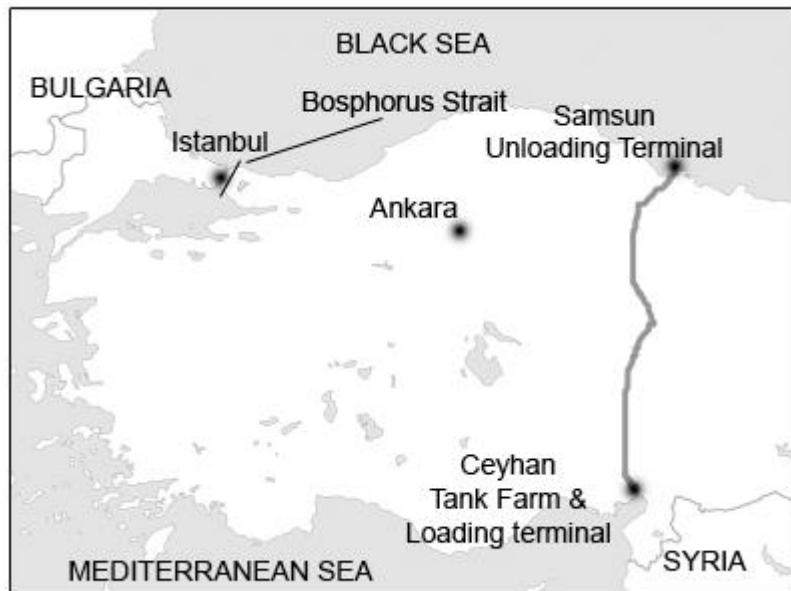 BLACK SEA
BULGARIA
Bosphorus Strait
Istanbul
Samsun
Unloading Terminal
Ankara
Ceyhan
Tank Farm &
Loading terminal
SYRIA
MEDITERRANEAN SEA